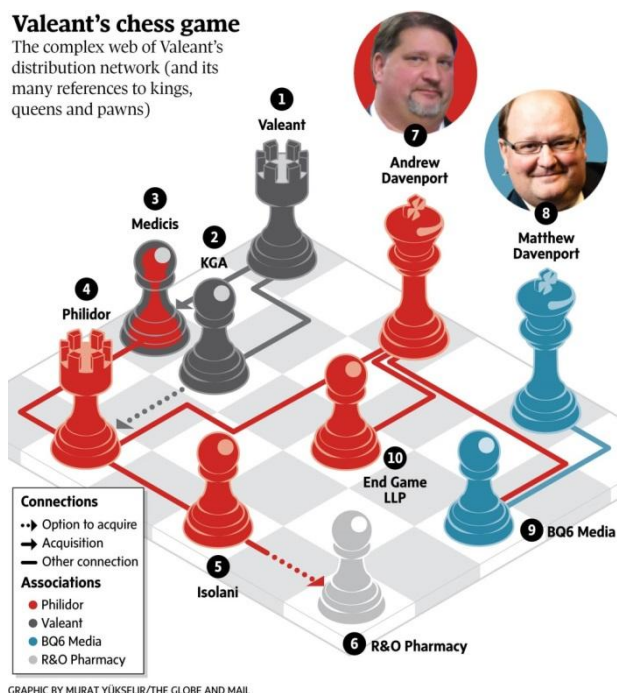 Valeant's chess game
The complex web of Valeant's
distribution network (and its
many references to kings,
queens and pawns)
1
Valeant
7
Andrew
Davenport
8
Matthew
Davenport
3
Medicis
2
KGA
4
Philidor
10
End Game
LLP
9 BQ6 Media
5
Isolani
6 R&O Pharmacy
Connections
Option to acquire
Acquisition
Other connection
Associations
Philidor
Valeant
BQ6 Media
R&O Pharmacy
GRAPHIC BY MURAT YÜKSELIR/THE GLOBE AND MAIL